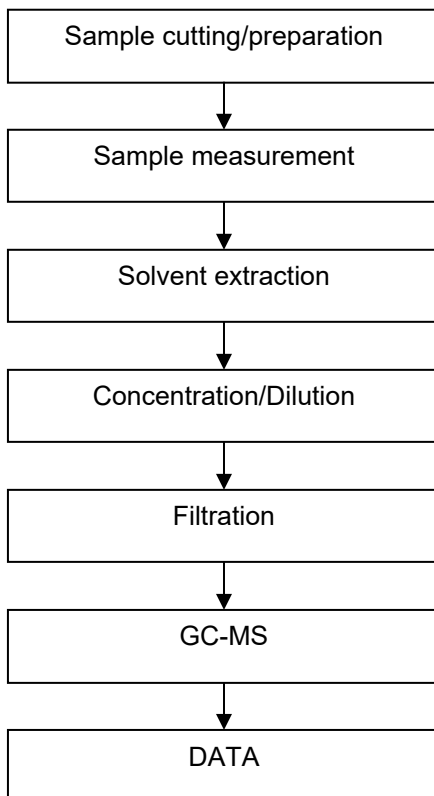 Sample cutting/preparation
Sample measurement
Solvent extraction
Concentration/Dilution
Filtration
GC-MS
DATA